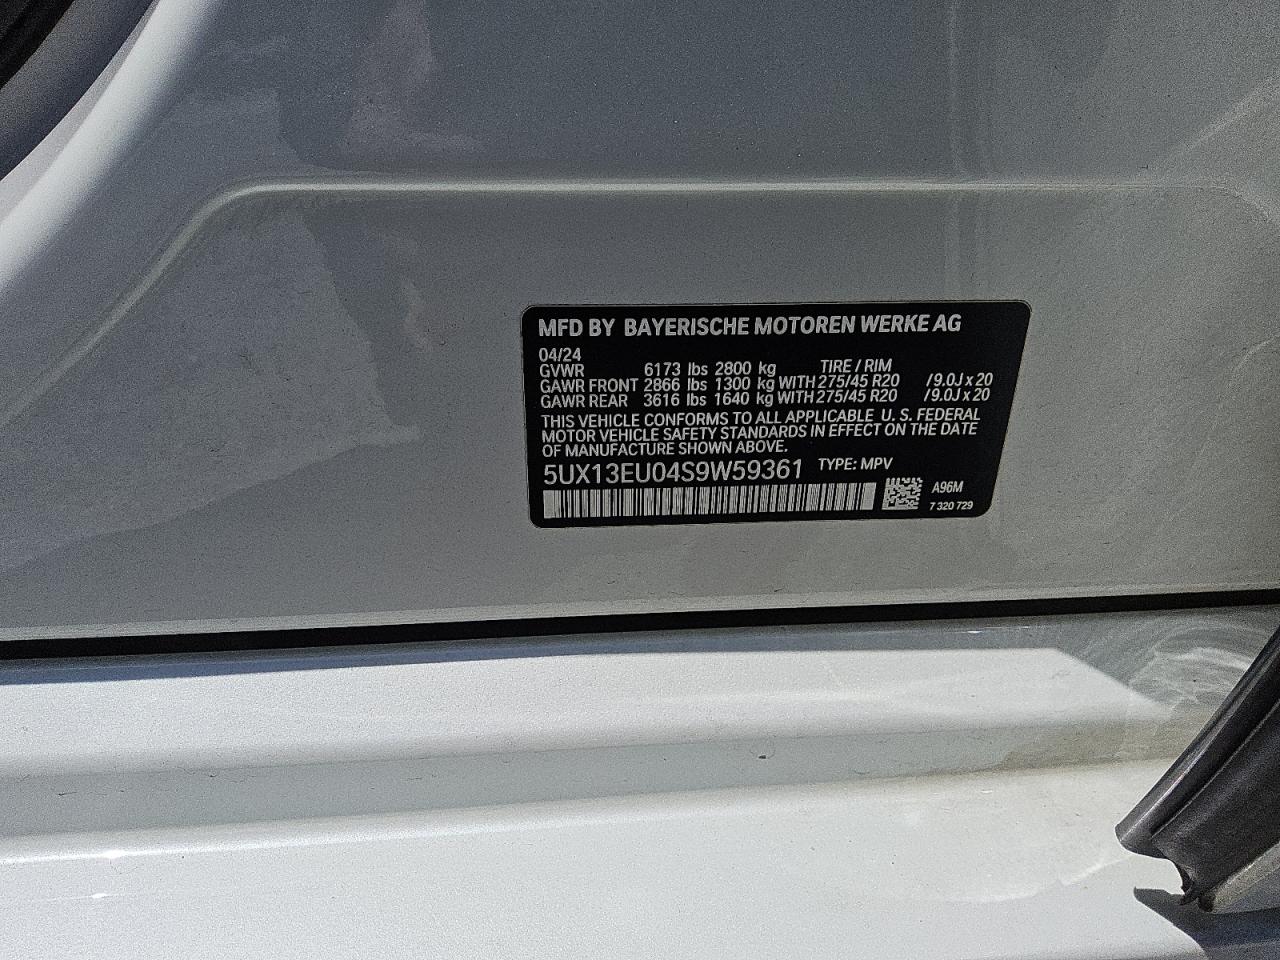 MFD BY BAYERISCHE MOTOREN WERKE AG
04/24
GVWR 6173 lbs 2800 kg TIRE / RIM
GAWR FRONT 2866 lbs 1300 kg WITH 275/45 R20 / 9.0J x 20
GAWR REAR 3616 lbs 1640 kg WITH 275/45 R20 / 9.0J x 20
THIS VEHICLE CONFORMS TO ALL APPLICABLE U. S. FEDERAL
MOTOR VEHICLE SAFETY STANDARDS IN EFFECT ON THE DATE
OF MANUFACTURE SHOWN ABOVE.
5UX13EU04S9W59361 TYPE: MPV
A96M
7 320 729